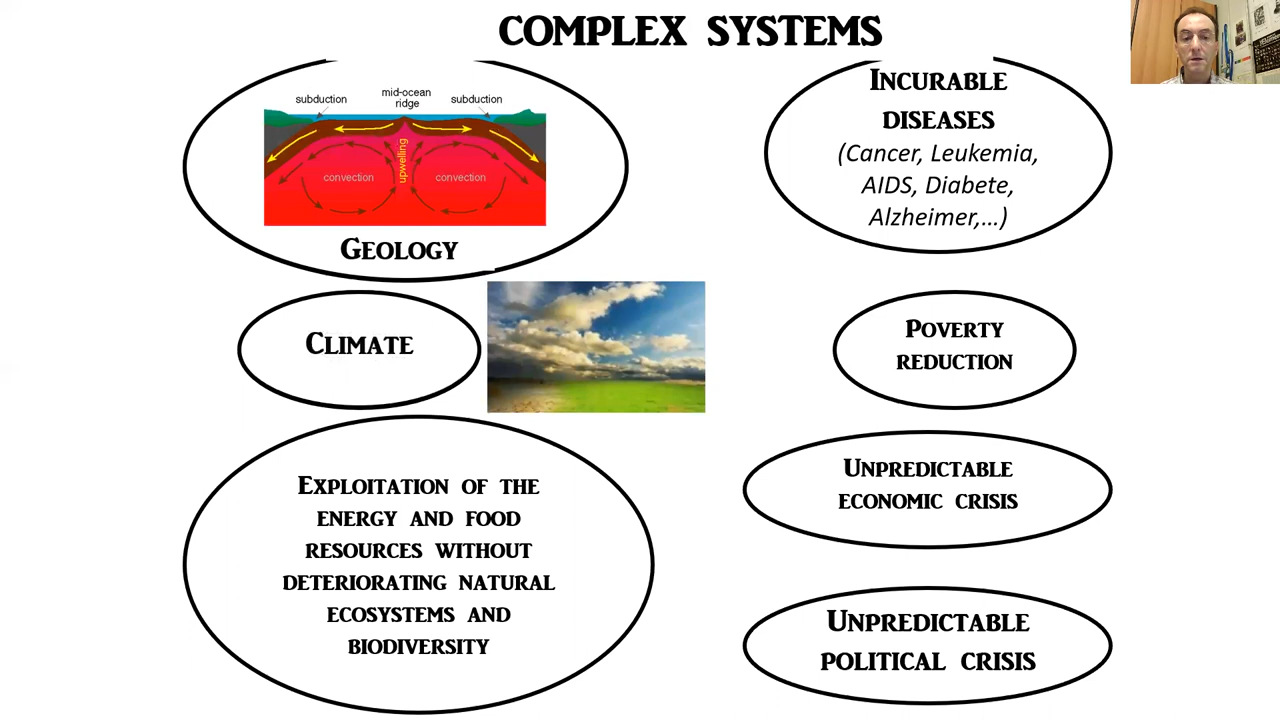 COMPLEX SYSTEMS
subduction
mid-ocean
ridge
subduction
upwelling
convection
convection
GEOLOGY
CLIMATE
EXPLOITATION OF THE
ENERGY AND FOOD
RESOURCES WITHOUT
DETERIORATING NATURAL
ECOSYSTEMS AND
BIODIVERSITY
INCURABLE
DISEASES
(Cancer, Leukemia,
AIDS, Diabete,
Alzheimer,...)
POVERTY
REDUCTION
UNPREDICTABLE
ECONOMIC CRISIS
UNPREDICTABLE
POLITICAL CRISIS